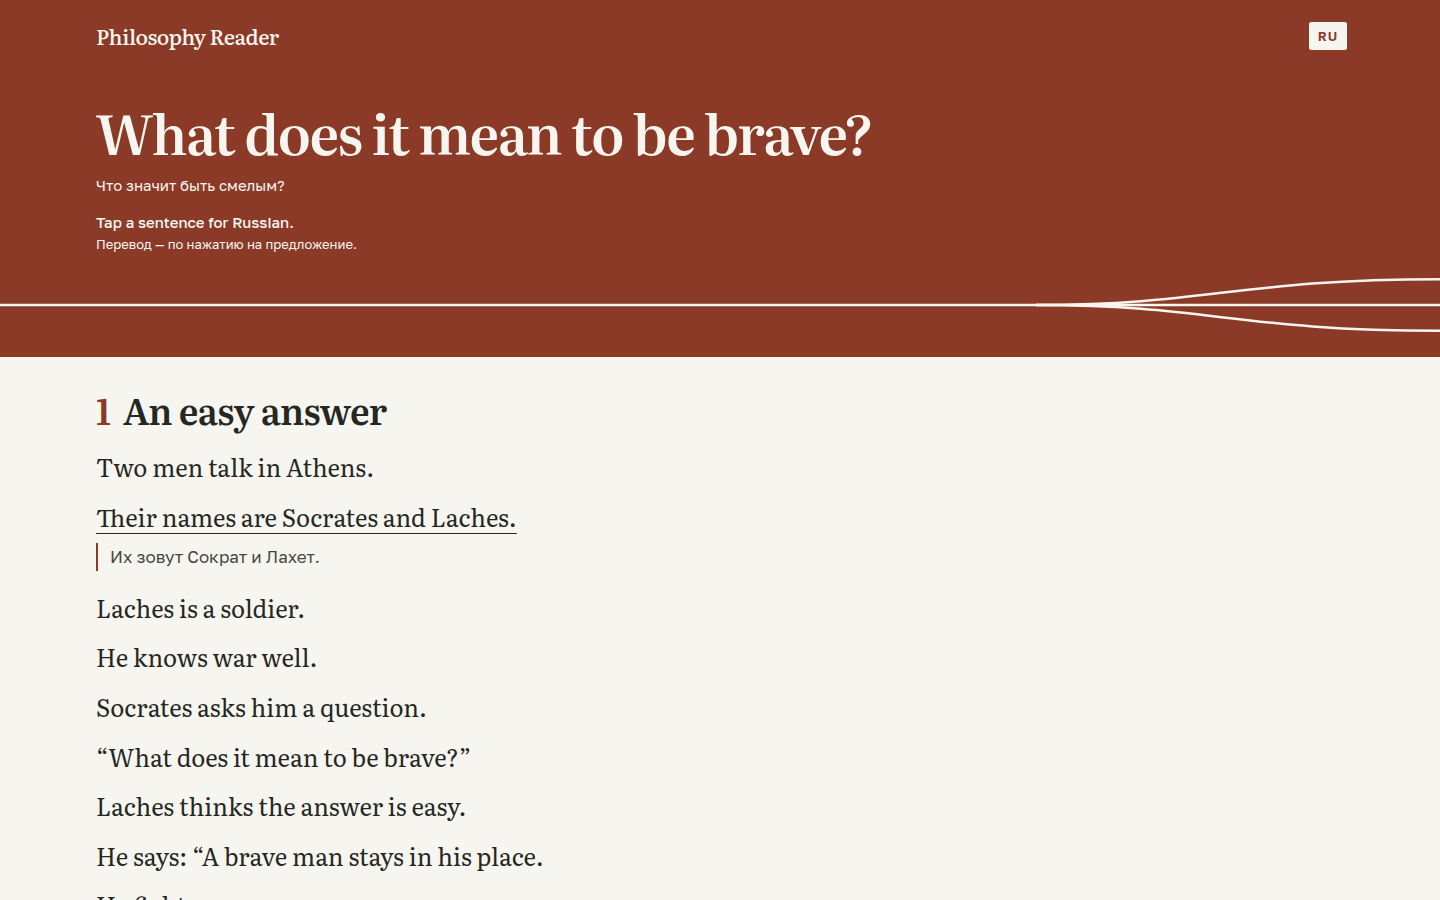 Philosophy Reader
RU
What does it mean to be brave?
Что значит быть смелым?
Tap a sentence for Russian.
Перевод — по нажатию на предложение.
1 An easy answer
Two men talk in Athens.
Their names are Socrates and Laches.
Их зовут Сократ и Лахет.
Laches is a soldier.
He knows war well.
Socrates asks him a question.
“What does it mean to be brave?”
Laches thinks the answer is easy.
He says: “A brave man stays in his place.